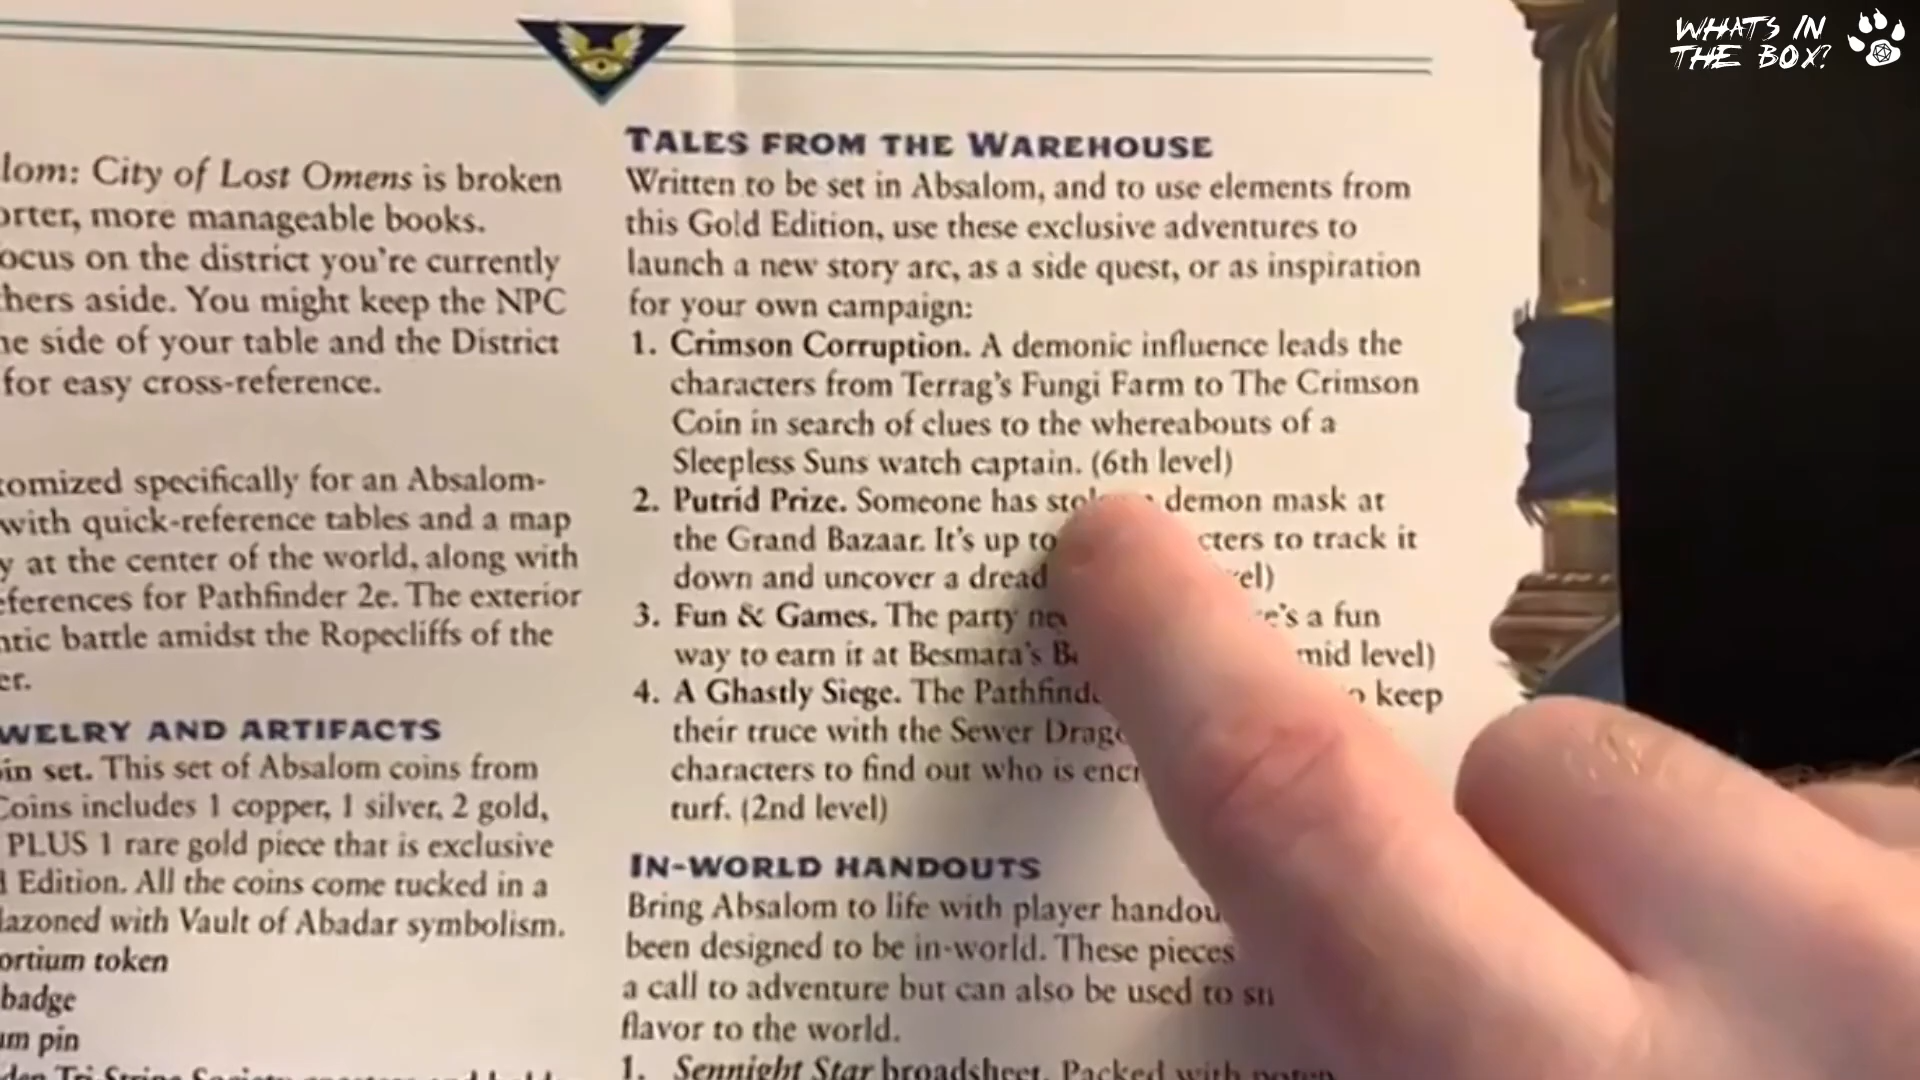 WHATS IN
THE BOX?
lom: City of Lost Omens is broken
orter, more manageable books.
ocus on the district you're currently
hers aside. You might keep the NPC
ne side of your table and the District
for easy cross-reference.
tomized specifically for an Absalom-
with quick-reference tables and a map
y at the center of the world, along with
eferences for Pathfinder 2e. The exterior
ntic battle amidst the Ropecliffs of the
er.
WELRY AND ARTIFACTS
in set. This set of Absalom coins from
Coins includes 1 copper, 1 silver, 2 gold,
PLUS 1 rare gold piece that is exclusive
d Edition. All the coins come tucked in a
lazoned with Vault of Abadar symbolism.
ortium token
badge
um pin
TALES FROM THE WAREHOUSE
Written to be set in Absalom, and to use elements from
this Gold Edition, use these exclusive adventures to
launch a new story arc, as a side quest, or as inspiration
for your own campaign:
1. Crimson Corruption. A demonic influence leads the
characters from Terrag's Fungi Farm to The Crimson
Coin in search of clues to the whereabouts of a
Sleepless Suns watch captain. (6th level)
2. Putrid Prize. Someone has demon mask at
the Grand Bazaar. It's up to cters to track it
down and uncover a dread el)
3. Fun & Games. The party e's a fun
way to earn it at Besmara's mid level)
4. A Ghastly Siege. The Pathfind keep
their truce with the Sewer Drag
characters to find out who is encr
turf. (2nd level)
IN-WORLD HANDOUTS
Bring Absalom to life with player handou
been designed to be in-world. These pieces
a call to adventure but can also be used to
flavor to the world.
1. Sennight Star broadsheet. Packed with